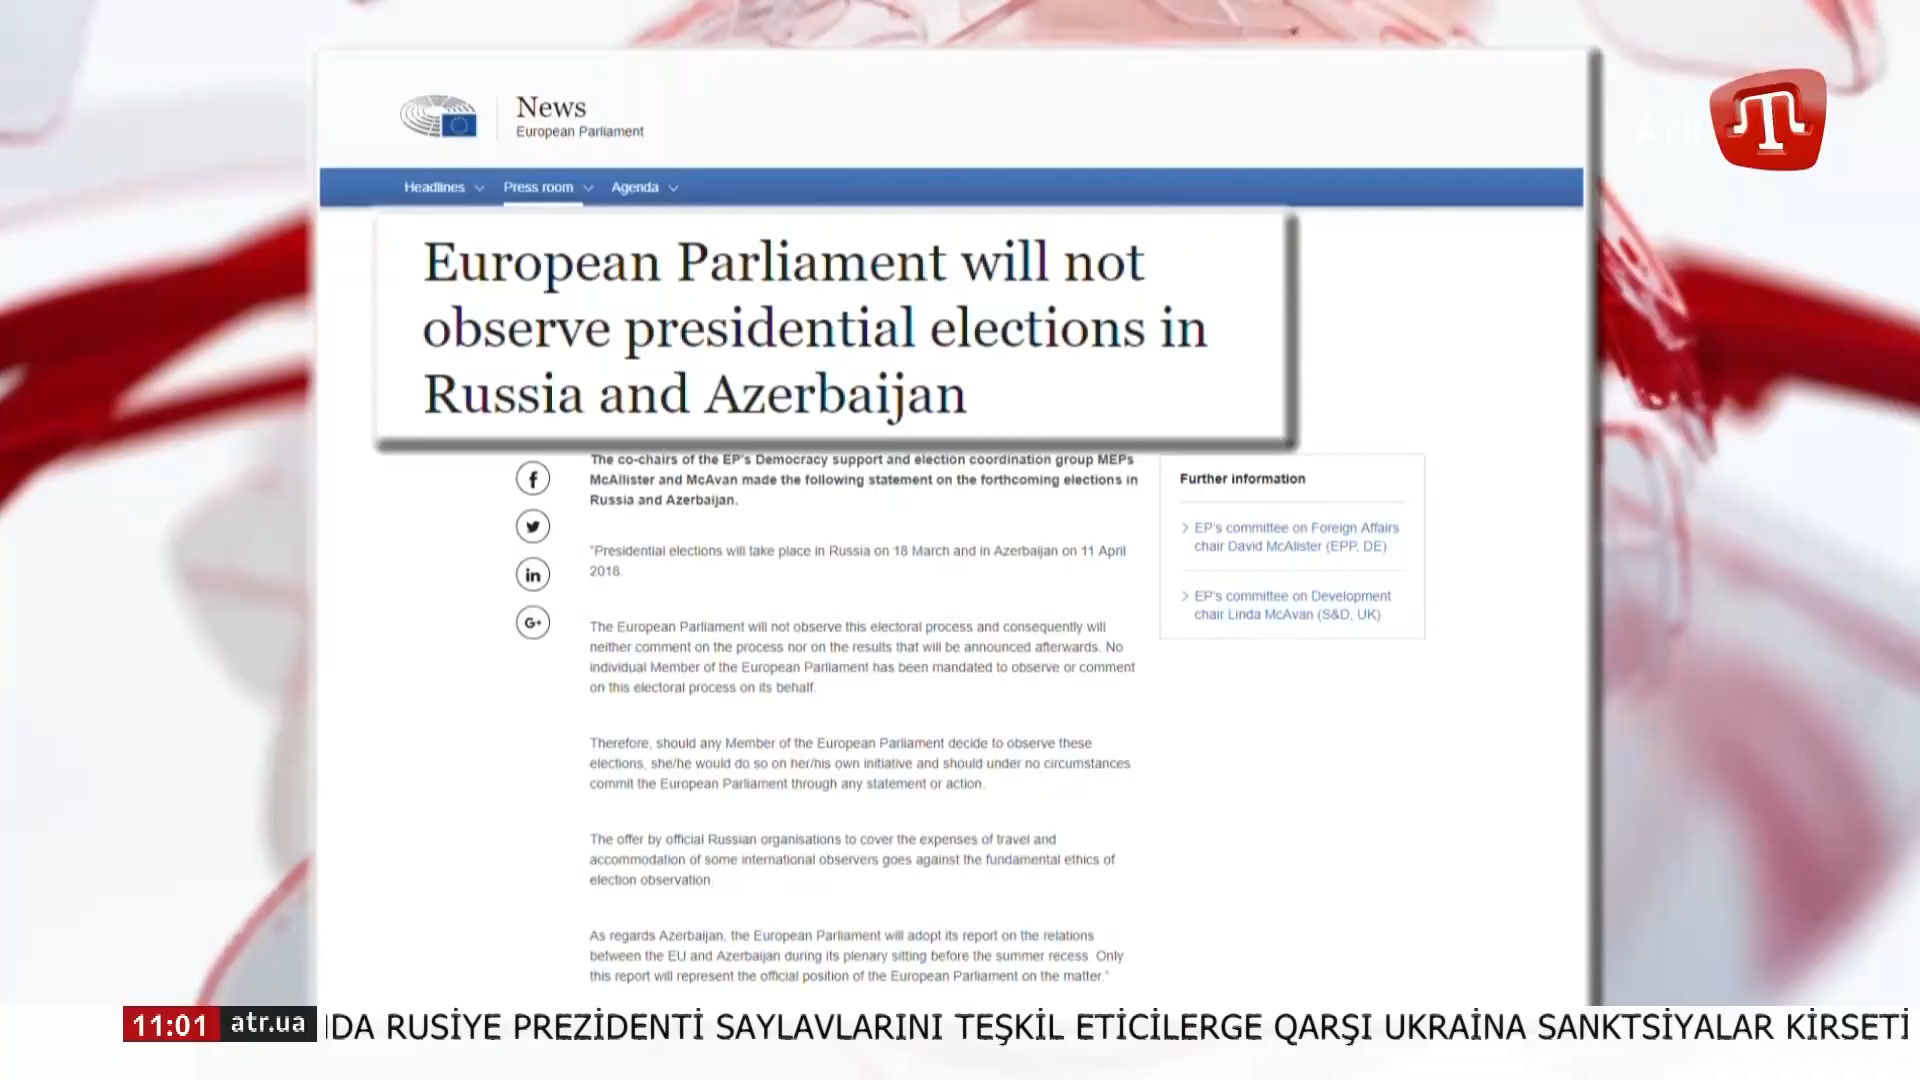 News
European Parliament
ATR
Headlines Press room Agenda
European Parliament will not
observe presidential elections in
Russia and Azerbaijan
The co-chairs of the EP's Democracy support and election coordination group MEPs
McAllister and McAvan made the following statement on the forthcoming elections in
Russia and Azerbaijan.
"Presidential elections will take place in Russia on 18 March and in Azerbaijan on 11 April
2018.
The European Parliament will not observe this electoral process and consequently will
neither comment on the process nor on the results that will be announced afterwards. No
individual Member of the European Parliament has been mandated to observe or comment
on this electoral process on its behalf.
Therefore, should any Member of the European Parliament decide to observe these
elections, she/he would do so on her/his own initiative and should under no circumstances
commit the European Parliament through any statement or action.
The offer by official Russian organisations to cover the expenses of travel and
accommodation of some international observers goes against the fundamental ethics of
election observation.
As regards Azerbaijan, the European Parliament will adopt its report on the relations
between the EU and Azerbaijan during its plenary sitting before the summer recess. Only
this report will represent the official position of the European Parliament on the matter."
Further information
EP's committee on Foreign Affairs
chair David McAlister (EPP, DE)
EP's committee on Development
chair Linda McAvan (S&D, UK)
11:01 atr.ua IDA RUSİYE PREZİDENTİ SAYLAVLARINI TEŞKİL ETİCİLERGE QARŞI UKRAİNA SANKTSİYALAR KİRSETİ